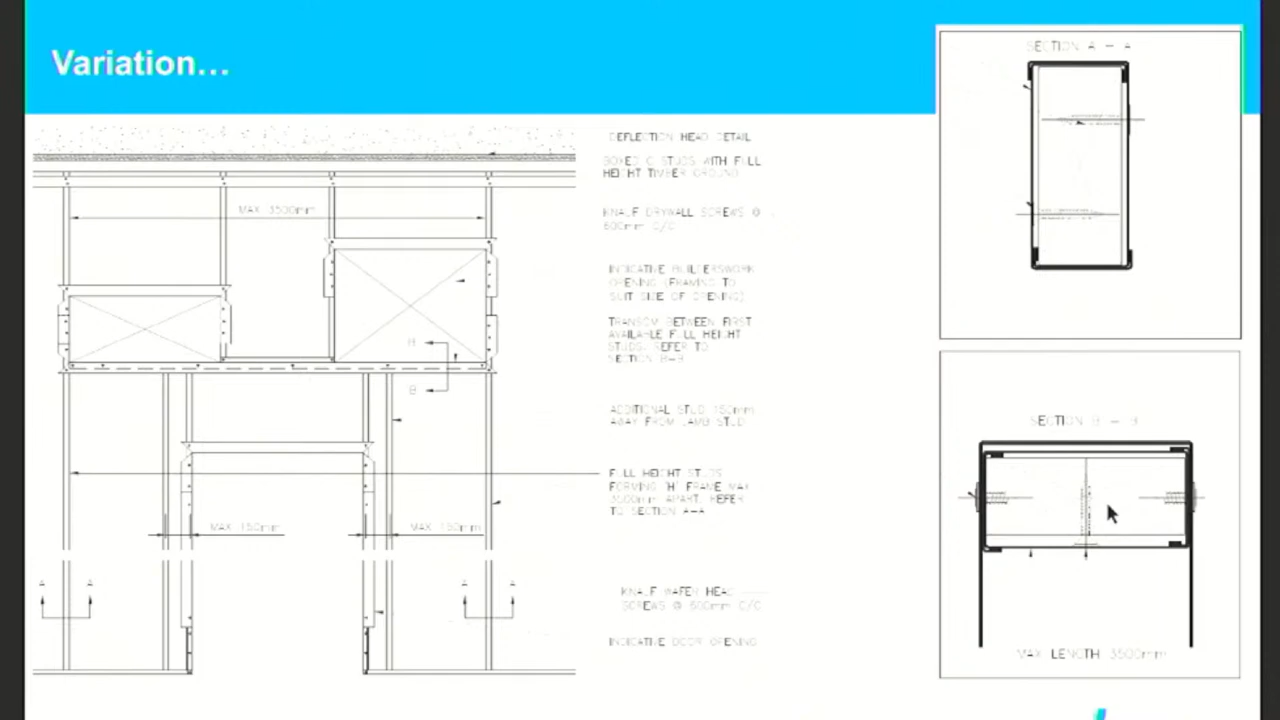 Variation...
SECTION A - A
DEFLECTION HEAD DETAIL
BOXED C STUDS WITH FULL
HEIGHT TIMBER GROUND
MAX 3500mm
KNAUF DRYWALL SCREWS @
600mm C/C
INDICATIVE BUILDERSWORK
OPENING (FRAMING TO
SUIT SIZE OF OPENING)
TRANSOM BETWEEN FIRST
AVAILABLE FULL HEIGHT
STUDS. REFER TO
SECTION B-B
B
B
ADDITIONAL STUD 150mm
AWAY FROM JAMB STUD
SECTION B - B
FULL HEIGHT STUDS
FORMING 'H' FRAME MAX
3500mm APART. REFER
TO SECTION A-A
MAX 150mm
MAX 150mm
A A A A
KNAUF WAFER HEAD
SCREWS @ 600mm C/C
INDICATIVE DOOR OPENING
MAX LENGTH 3500mm